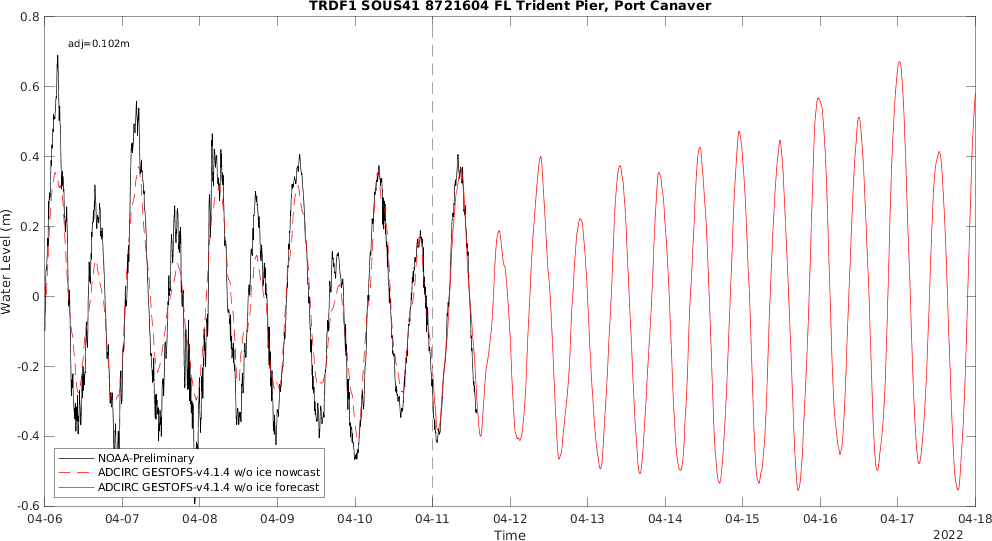 TRDF1 SOUS41 8721604 FL Trident Pier, Port Canaver
adj=0.102m
Water Level (m)
0.8
0.6
0.4
0.2
0
-0.2
-0.4
-0.6
NOAA-Preliminary
ADCIRC GESTOFS-v4.1.4 w/o ice nowcast
ADCIRC GESTOFS-v4.1.4 w/o ice forecast
04-06 04-07 04-08 04-09 04-10 04-11 04-12 04-13 04-14 04-15 04-16 04-17 04-18
Time
2022